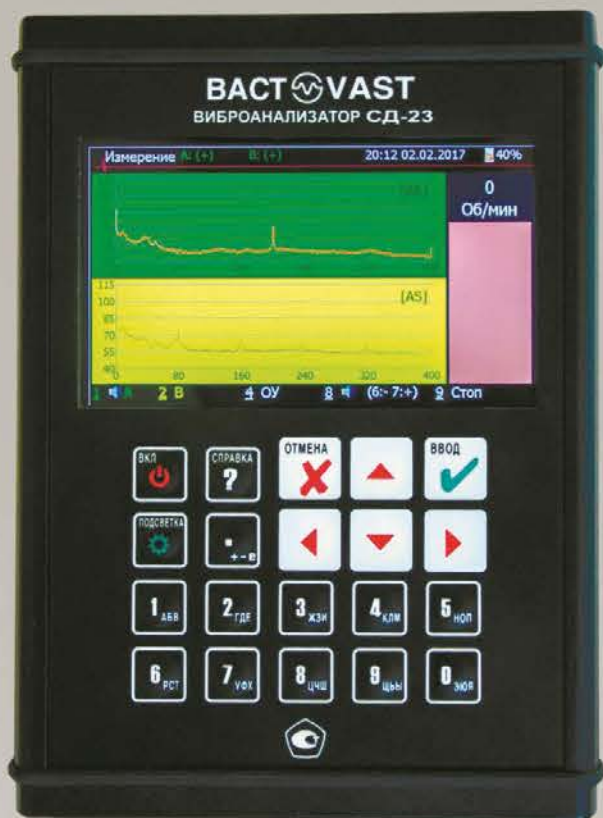 ВАСТ VAST
ВИБРОАНАЛИЗАТОР СД-23
Измерение A: (+) B: (+) 20:12 02.02.2017 40%
0
Об/мин
[AS]
115
100
85
70
55
40
0 80 160 240 320 400
1 A 2 B 4 ОУ 8 (6:- 7:+) 9 Стоп
ВКЛ СПРАВКА ? ОТМЕНА ВВОД
ПОДСВЕТКА . +-е
1 АБВ 2 ГДЕ 3 ЖЗИ 4 КЛМ 5 НОП
6 РСТ 7 УФХ 8 ЦЧШ 9 ЩЬЫ 0 ЭЮЯ